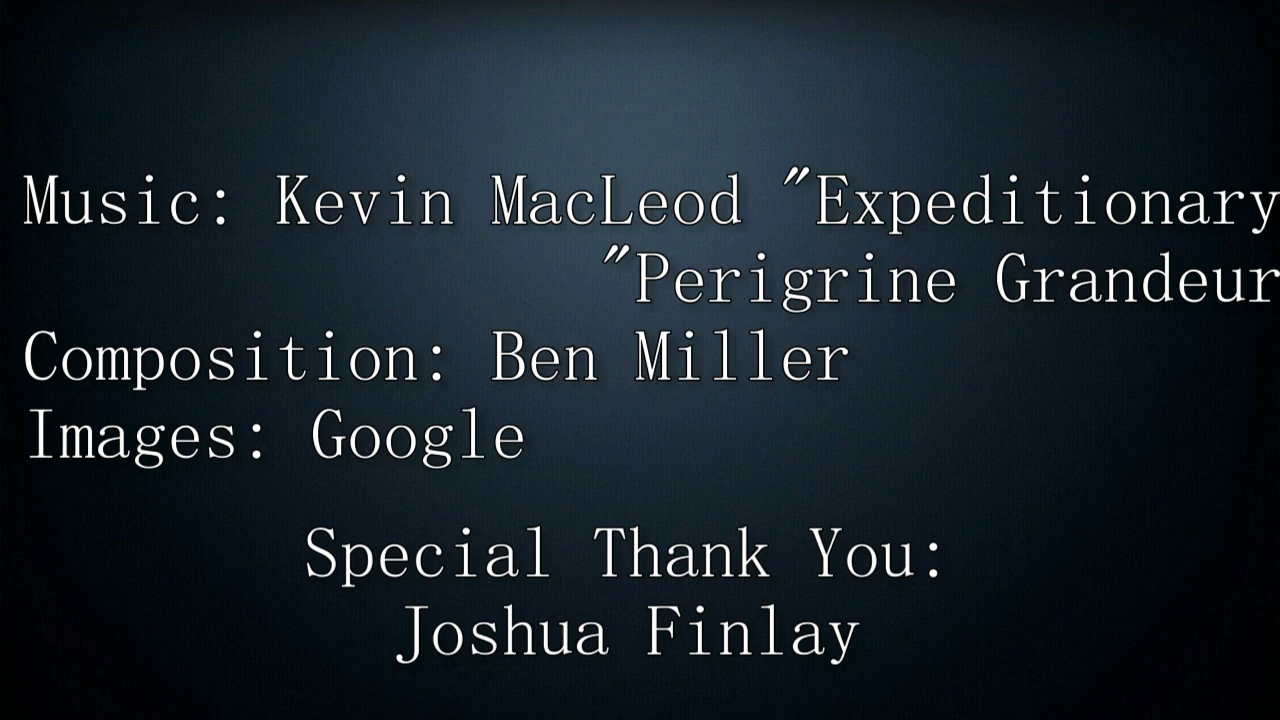 Music: Kevin MacLeod "Expeditionary
"Perigrine Grandeur
Composition: Ben Miller
Images: Google
Special Thank You:
Joshua Finlay